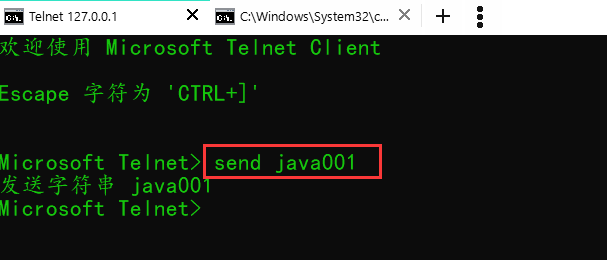 Telnet 127.0.0.1
C:\Windows\System32\c...
欢迎使用 Microsoft Telnet Client
Escape 字符为 'CTRL+]'
Microsoft Telnet> send java001
发送字符串 java001
Microsoft Telnet>